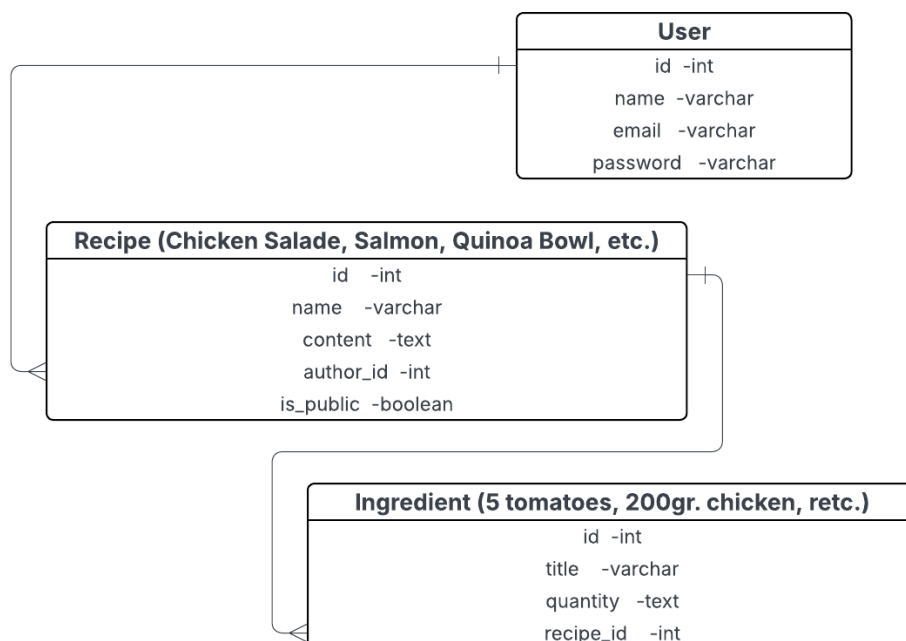 User
id -int
name -varchar
email -varchar
password -varchar
Recipe (Chicken Salade, Salmon, Quinoa Bowl, etc.)
id -int
name -varchar
content -text
author_id -int
is_public -boolean
Ingredient (5 tomatoes, 200gr. chicken, retc.)
id -int
title -varchar
quantity -text
recipe_id -int